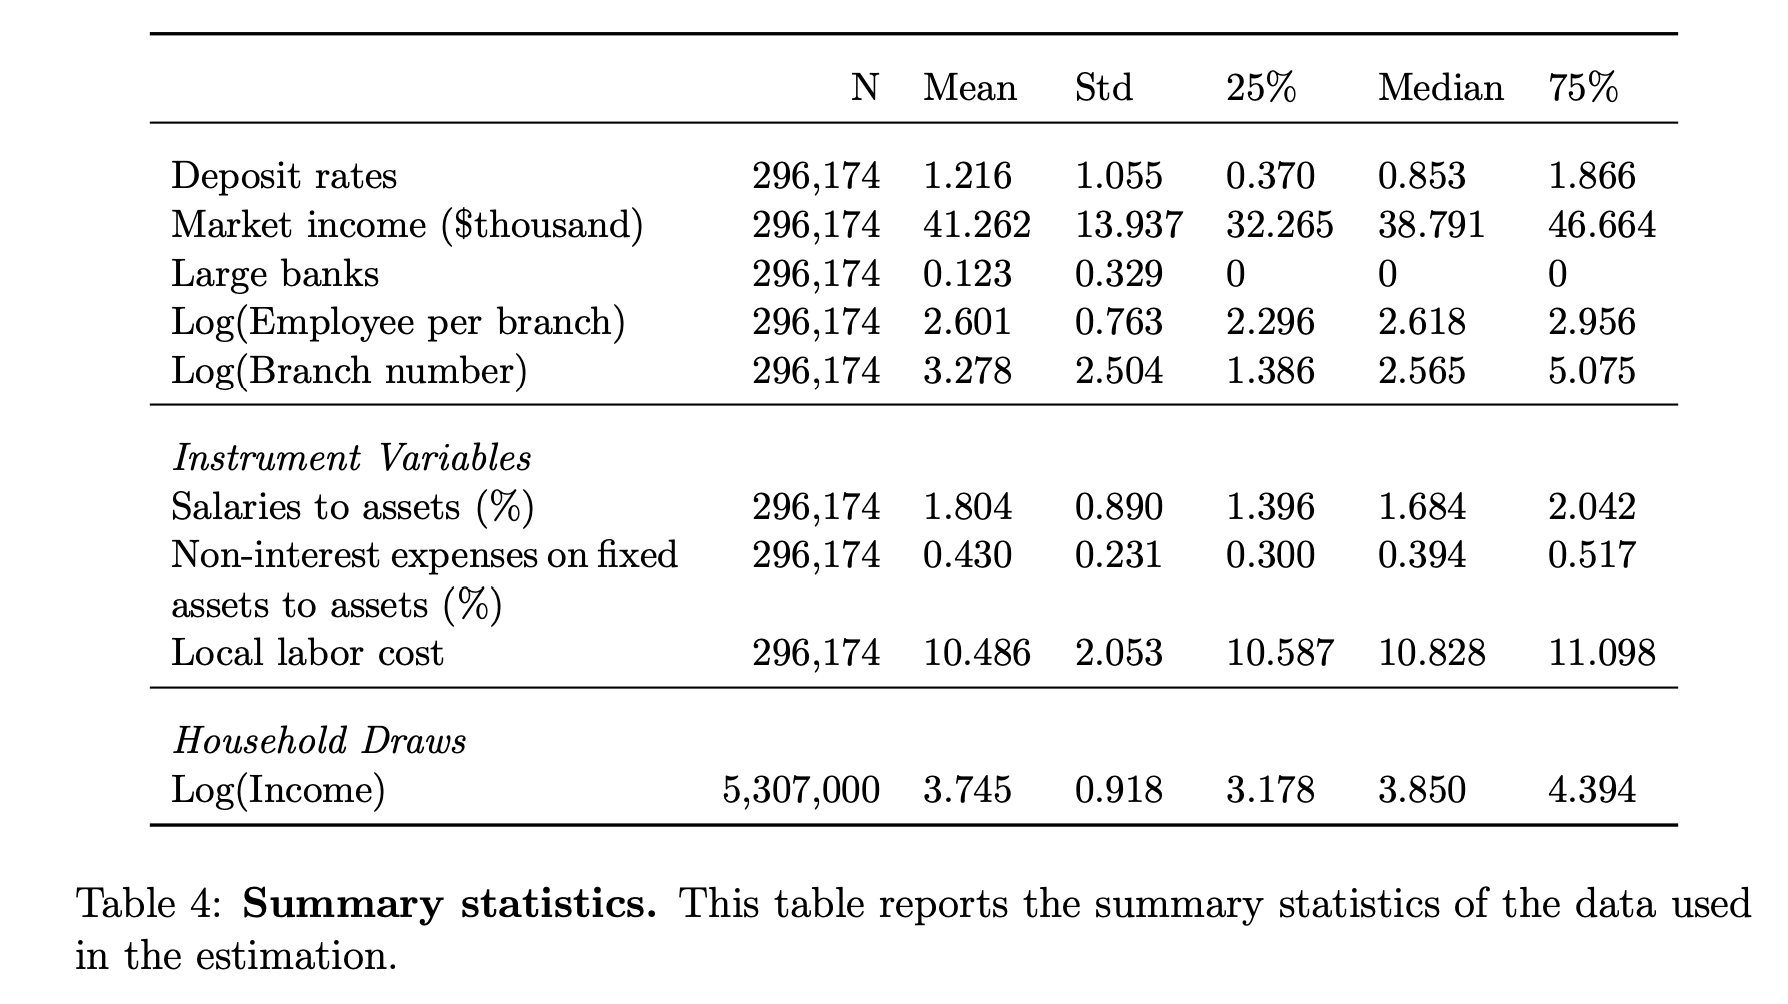 N Mean Std 25% Median 75%
Deposit rates 296,174 1.216 1.055 0.370 0.853 1.866
Market income ($thousand) 296,174 41.262 13.937 32.265 38.791 46.664
Large banks 296,174 0.123 0.329 0 0 0
Log(Employee per branch) 296,174 2.601 0.763 2.296 2.618 2.956
Log(Branch number) 296,174 3.278 2.504 1.386 2.565 5.075
Instrument Variables
Salaries to assets (%) 296,174 1.804 0.890 1.396 1.684 2.042
Non-interest expenses on fixed 296,174 0.430 0.231 0.300 0.394 0.517
assets to assets (%)
Local labor cost 296,174 10.486 2.053 10.587 10.828 11.098
Household Draws
Log(Income) 5,307,000 3.745 0.918 3.178 3.850 4.394
Table 4: Summary statistics. This table reports the summary statistics of the data used
in the estimation.